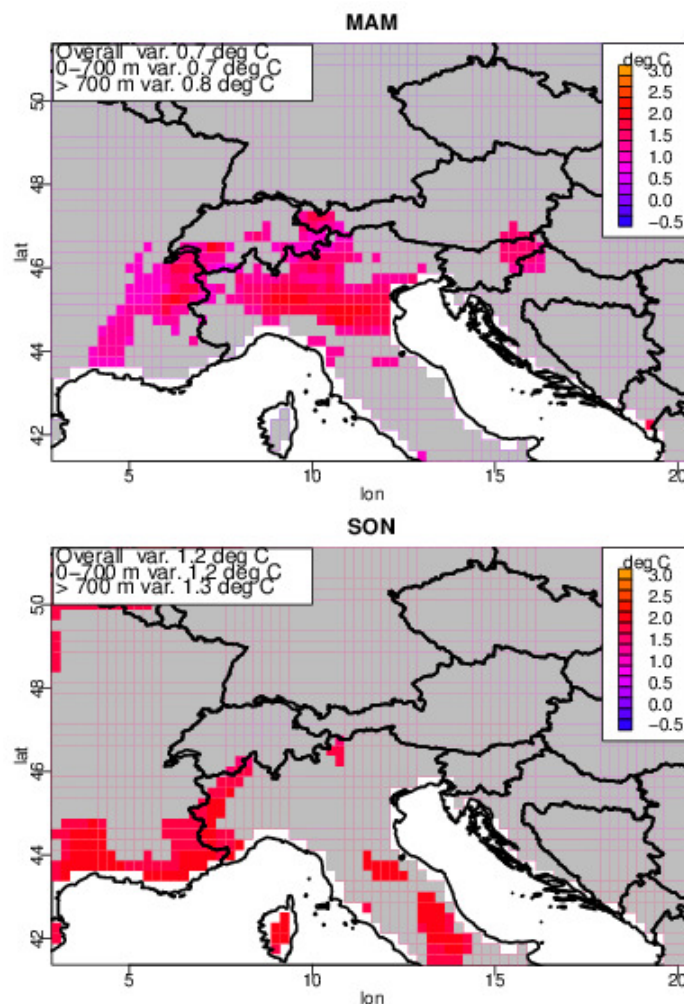 MAM
Overall var. 0.7 deg C
0-700 m var. 0.7 deg C
> 700 m var. 0.8 deg C
deg C
3.0
2.5
2.0
1.5
1.0
0.5
0.0
-0.5
50
48
46
44
42
lat
5
10
15
20
lon
SON
Overall var. 1.2 deg C
0-700 m var. 1.2 deg C
> 700 m var. 1.3 deg C
deg C
3.0
2.5
2.0
1.5
1.0
0.5
0.0
-0.5
50
48
46
44
42
lat
5
10
15
20
lon